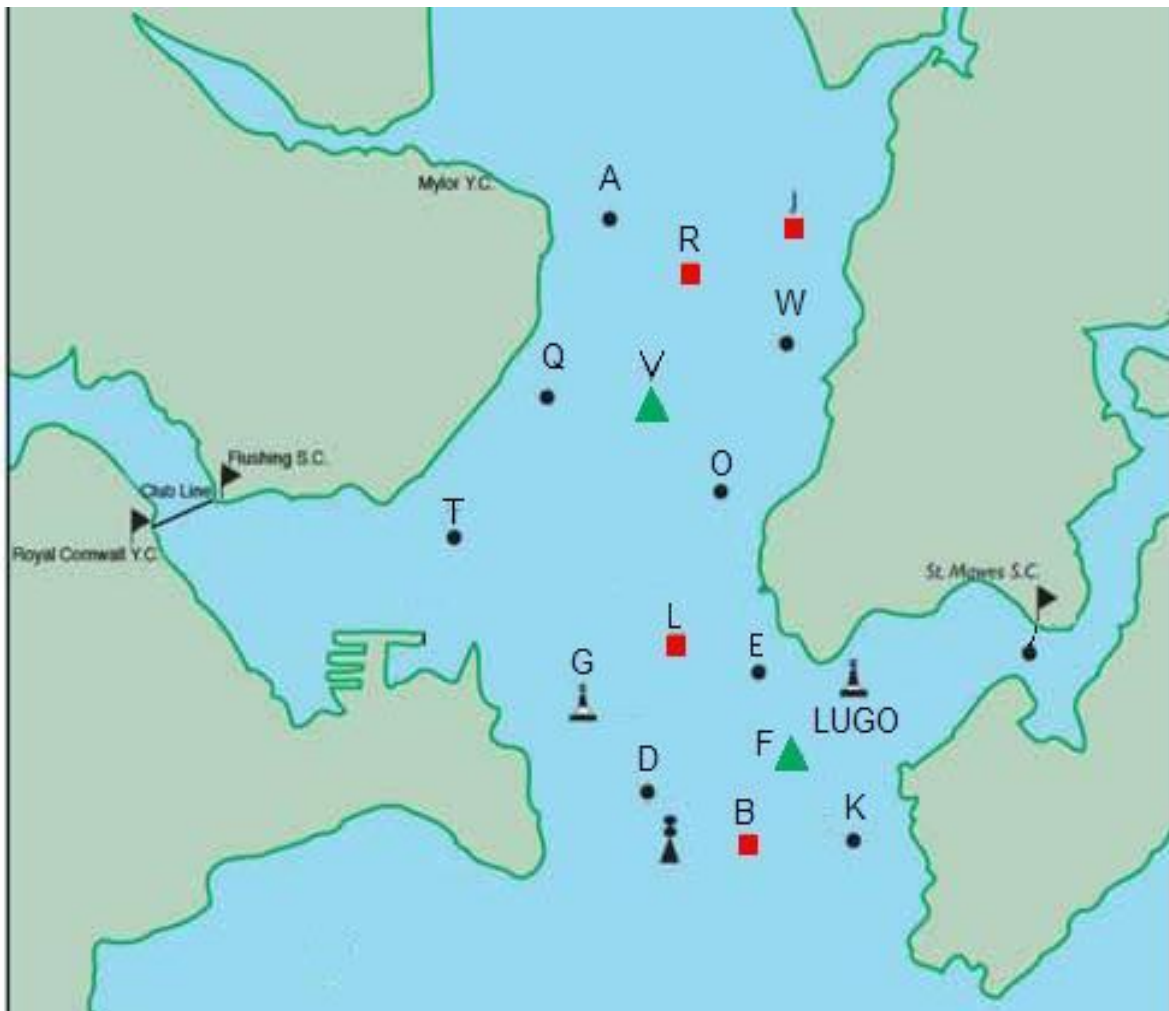 Mylor Y.C.
A
J
R
W
Q
V
Flushing S.C.
Club Line
O
T
Royal Cornwall Y.C.
St. Mawes S.C.
L
E
G
LUGO
F
D
B
K